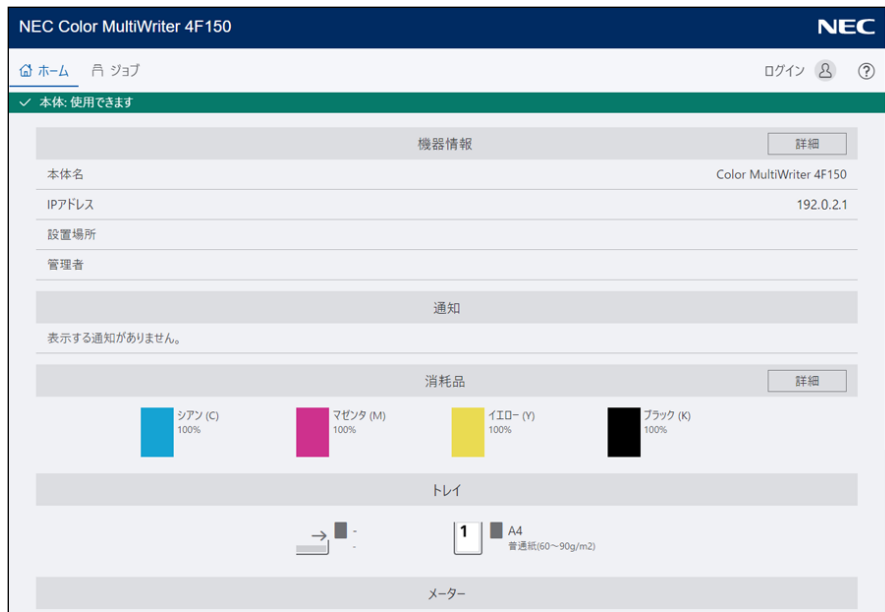 NEC Color MultiWriter 4F150 NEC
ホーム ジョブ ログイン ?
本体: 使用できます
機器情報 詳細
本体名 Color MultiWriter 4F150
IPアドレス 192.0.2.1
設置場所
管理者
通知
表示する通知がありません。
消耗品 詳細
シアン (C) マゼンタ (M) イエロー (Y) ブラック (K)
100% 100% 100% 100%
トレイ
- 1 A4
- 普通紙(60～90g/m2)
メーター